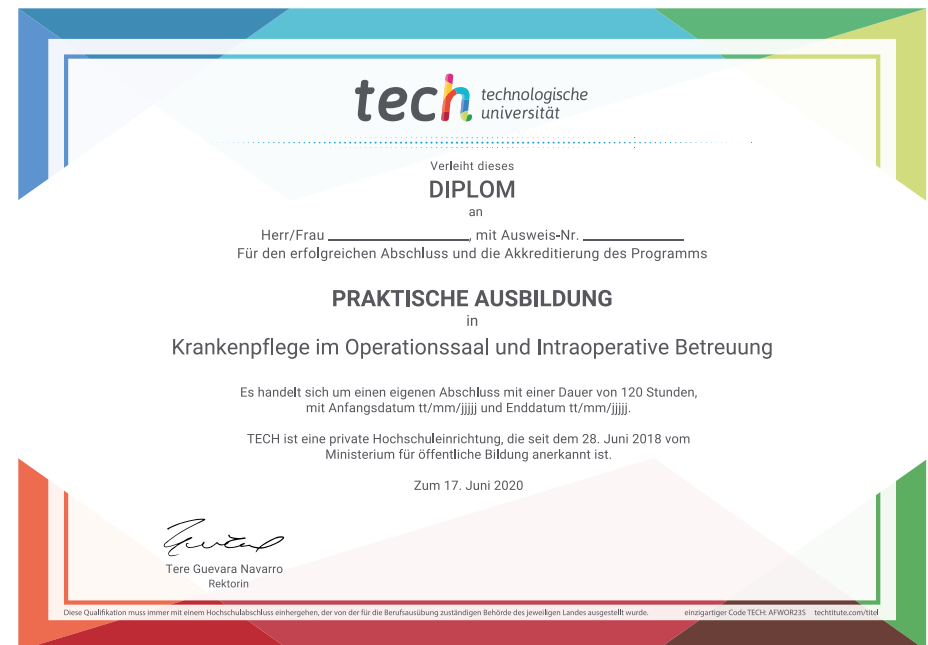 tech technologische
universität
Verleiht dieses
DIPLOM
an
Herr/Frau ____________________, mit Ausweis-Nr. ______________
Für den erfolgreichen Abschluss und die Akkreditierung des Programms
PRAKTISCHE AUSBILDUNG
in
Krankenpflege im Operationssaal und Intraoperative Betreuung
Es handelt sich um einen eigenen Abschluss mit einer Dauer von 120 Stunden,
mit Anfangsdatum tt/mm/jjjjj und Enddatum tt/mm/jjjjj.
TECH ist eine private Hochschuleinrichtung, die seit dem 28. Juni 2018 vom
Ministerium für öffentliche Bildung anerkannt ist.
Zum 17. Juni 2020
Tere Guevara Navarro
Rektorin
Diese Qualifikation muss immer mit einem Hochschulabschluss einhergehen, der von der für die Berufsausübung zuständigen Behörde des jeweiligen Landes ausgestellt wurde. einzigartiger Code TECH: AFWOR23S techtitute.com/titel